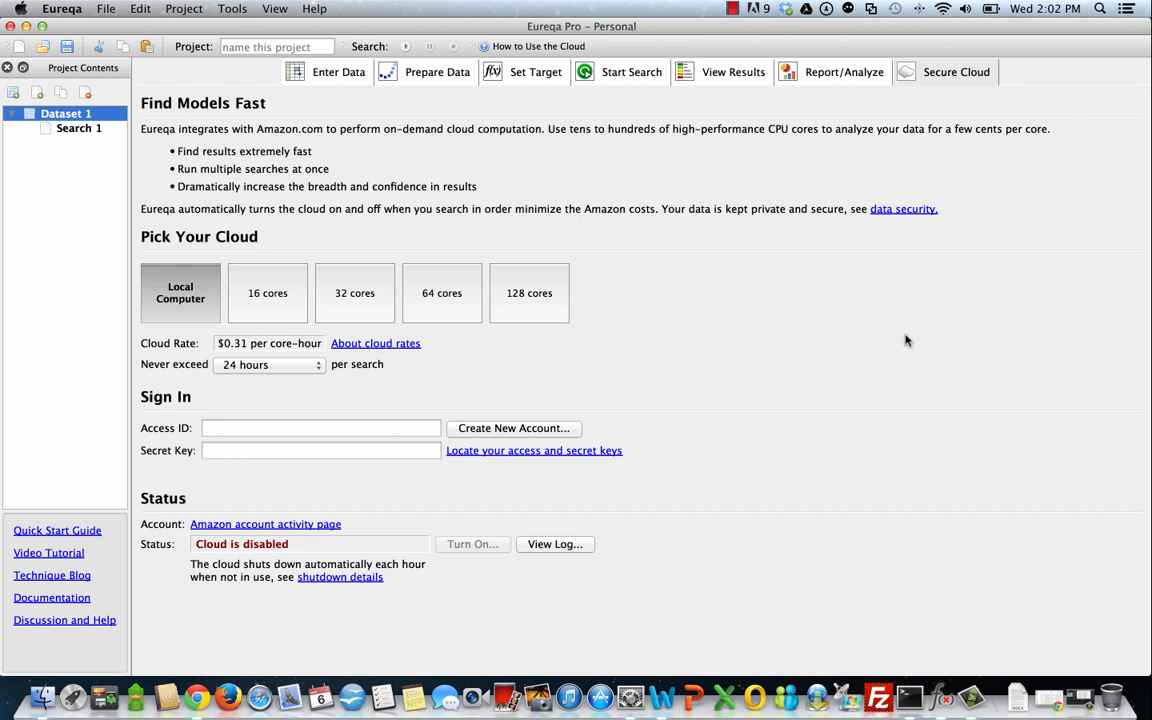 Eureqa File Edit Project Tools View Help 9 Wed 2:02 PM
Eureqa Pro – Personal
Project: name this project Search: How to Use the Cloud
Project Contents
Enter Data Prepare Data f(x) Set Target Start Search View Results Report/Analyze Secure Cloud
Dataset 1
Search 1
Find Models Fast
Eureqa integrates with Amazon.com to perform on-demand cloud computation. Use tens to hundreds of high-performance CPU cores to analyze your data for a few cents per core.
• Find results extremely fast
• Run multiple searches at once
• Dramatically increase the breadth and confidence in results
Eureqa automatically turns the cloud on and off when you search in order minimize the Amazon costs. Your data is kept private and secure, see data security.
Pick Your Cloud
Local Computer
16 cores
32 cores
64 cores
128 cores
Cloud Rate: $0.31 per core-hour About cloud rates
Never exceed 24 hours per search
Sign In
Access ID: Create New Account...
Secret Key: Locate your access and secret keys
Status
Account: Amazon account activity page
Status: Cloud is disabled Turn On... View Log...
The cloud shuts down automatically each hour
when not in use, see shutdown details
Quick Start Guide
Video Tutorial
Technique Blog
Documentation
Discussion and Help